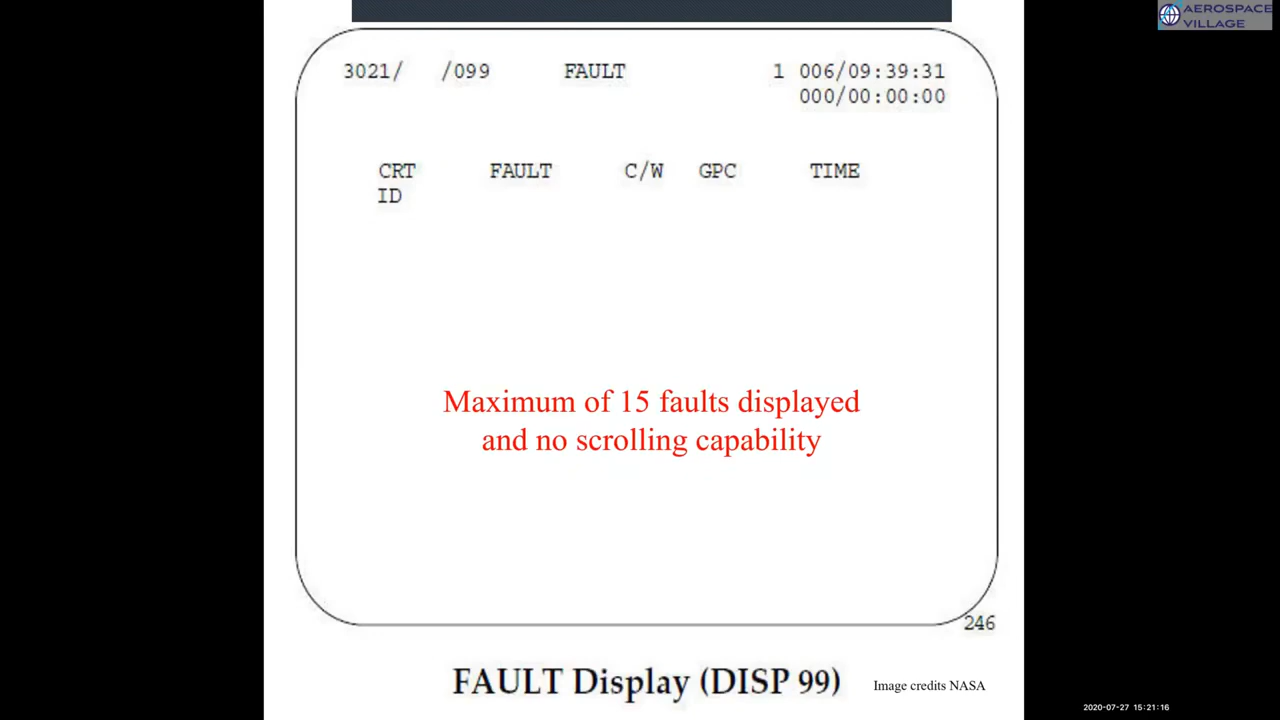 AEROSPACE
VILLAGE
3021/ /099 FAULT 1 006/09:39:31
000/00:00:00
CRT FAULT C/W GPC TIME
ID
Maximum of 15 faults displayed
and no scrolling capability
246
FAULT Display (DISP 99)
Image credits NASA
2020-07-27 15:21:16